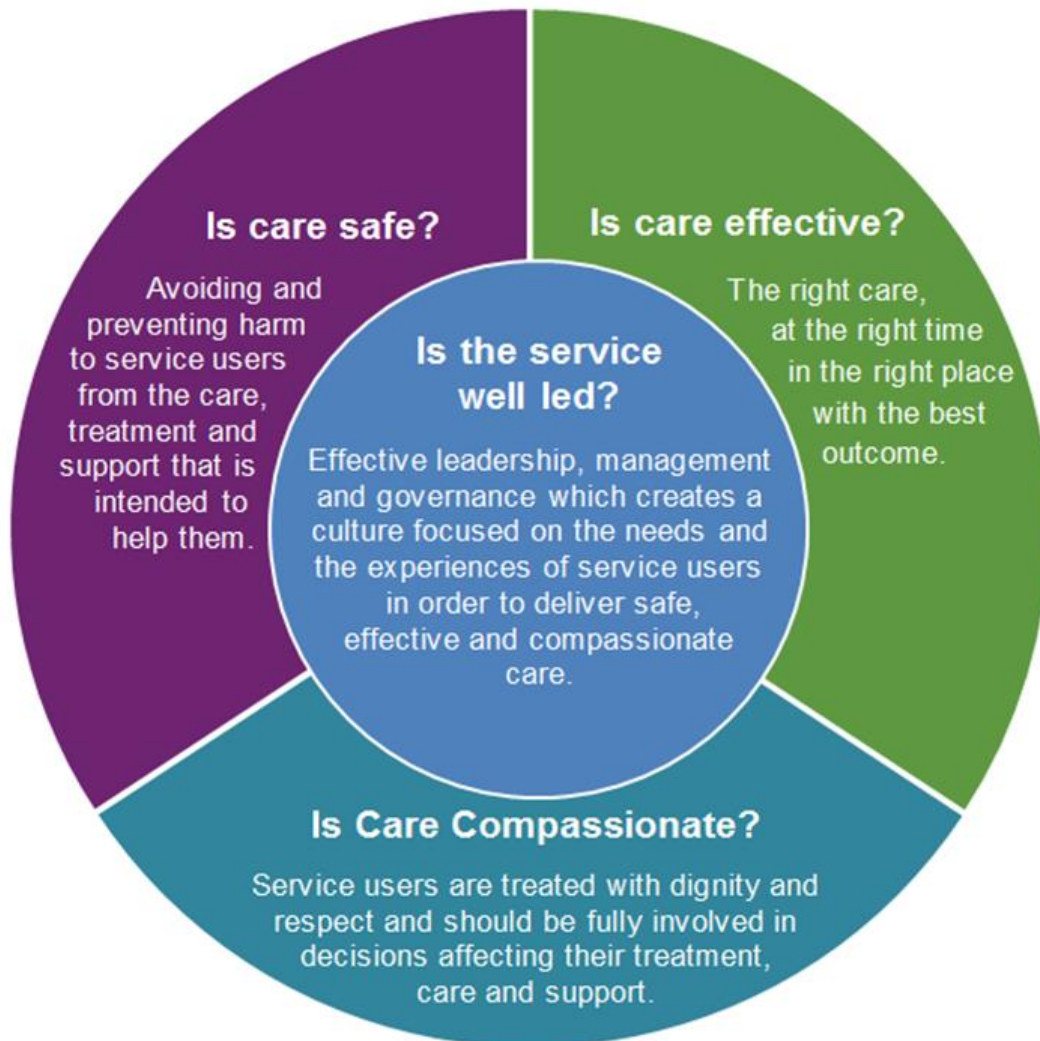 Is care safe?
Avoiding and
preventing harm
to service users
from the care,
treatment and
support that is
intended to
help them.
Is care effective?
The right care,
at the right time
in the right place
with the best
outcome.
Is the service
well led?
Effective leadership, management
and governance which creates a
culture focused on the needs and
the experiences of service users
in order to deliver safe,
effective and compassionate
care.
Is Care Compassionate?
Service users are treated with dignity and
respect and should be fully involved in
decisions affecting their treatment,
care and support.